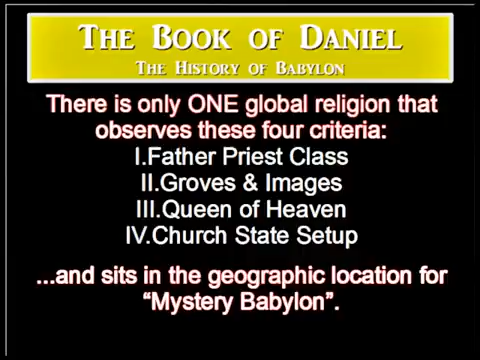 The Book of Daniel
The History of Babylon
There is only ONE global religion that
observes these four criteria:
I.Father Priest Class
II.Groves & Images
III.Queen of Heaven
IV.Church State Setup
...and sits in the geographic location for
“Mystery Babylon”.